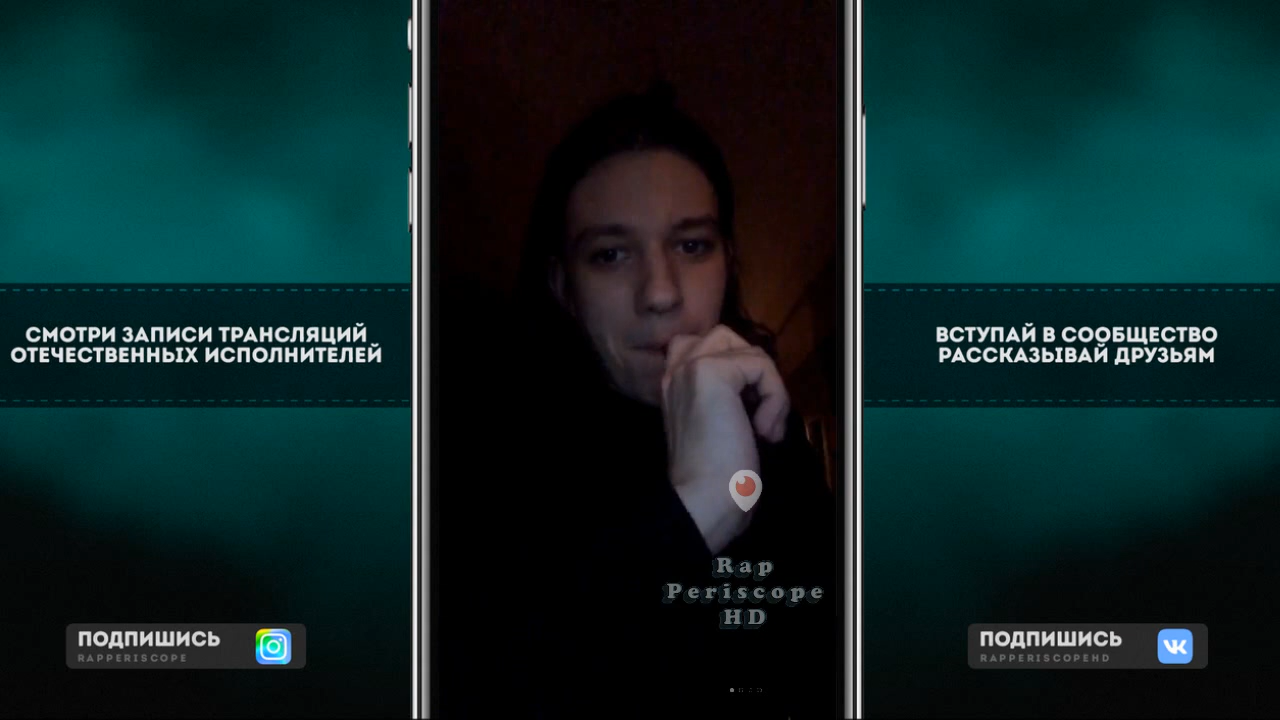 СМОТРИ ЗАПИСИ ТРАНСЛЯЦИЙ
ОТЕЧЕСТВЕННЫХ ИСПОЛНИТЕЛЕЙ
ВСТУПАЙ В СООБЩЕСТВО
РАССКАЗЫВАЙ ДРУЗЬЯМ
Rap
Periscope
HD
ПОДПИШИСЬ
RAPPERISCOPE
ПОДПИШИСЬ
RAPPERISCOPEHD